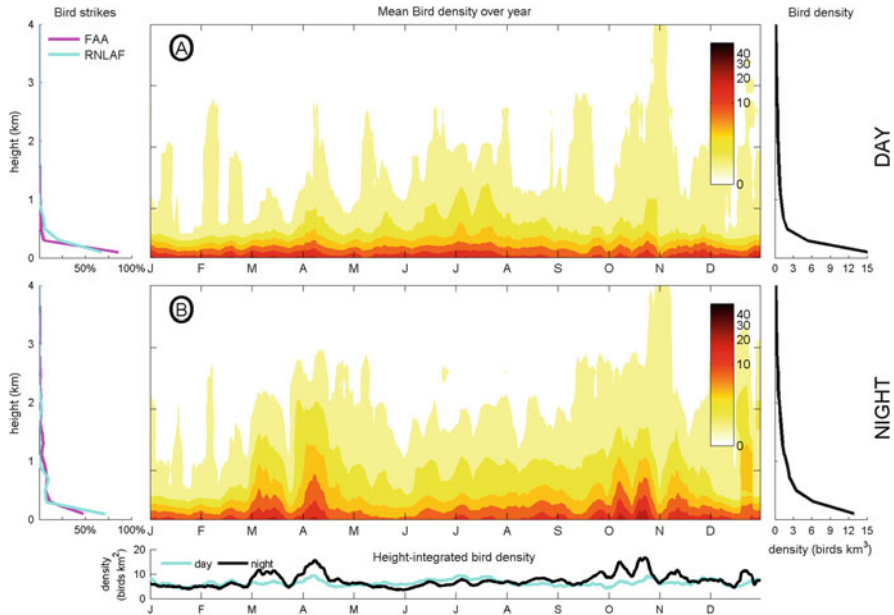 Bird strikes
Mean Bird density over year
Bird density
4
3
2
1
0
height (km)
50% 100%
FAA
RNLAF
A
40
30
20
10
0
J F M A M J J A S O N D
0 3 6 9 12 15
DAY
4
3
2
1
0
height (km)
50% 100%
B
40
30
20
10
0
J F M A M J J A S O N D
0 3 6 9 12 15
density (birds km3)
NIGHT
density
(birds km2)
20
10
0
day night
Height-integrated bird density
J F M A M J J A S O N D